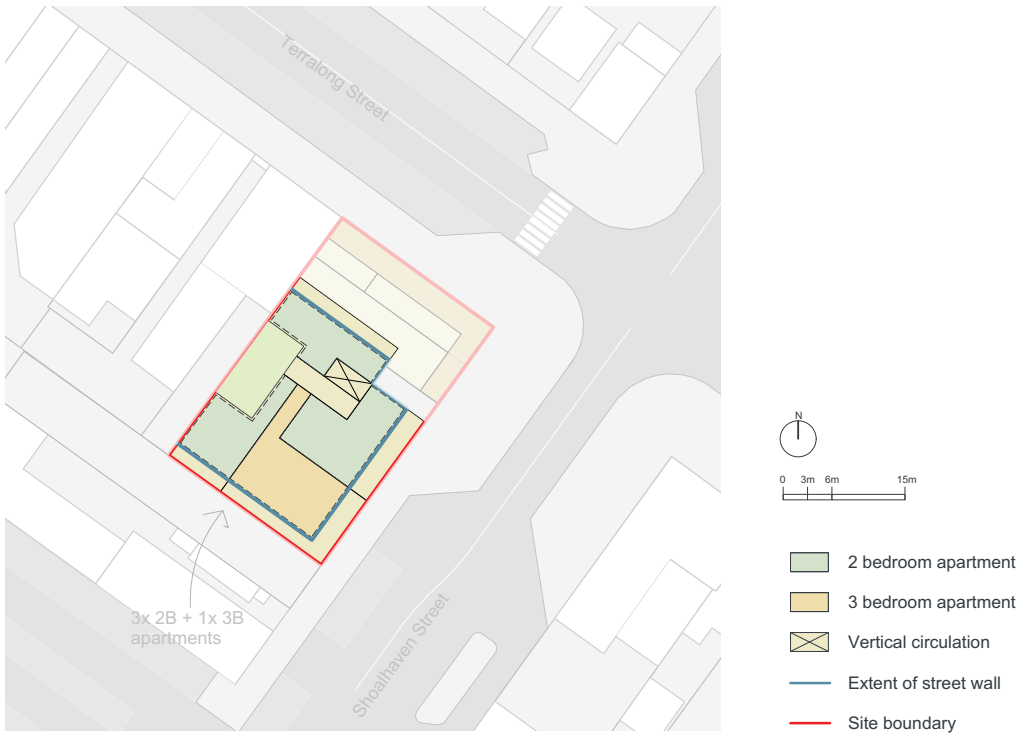 Terralong Street
N
0 3m 6m 15m
2 bedroom apartment
3 bedroom apartment
Vertical circulation
Extent of street wall
Site boundary
3x 2B + 1x 3B
apartments
Shoalhaven Street